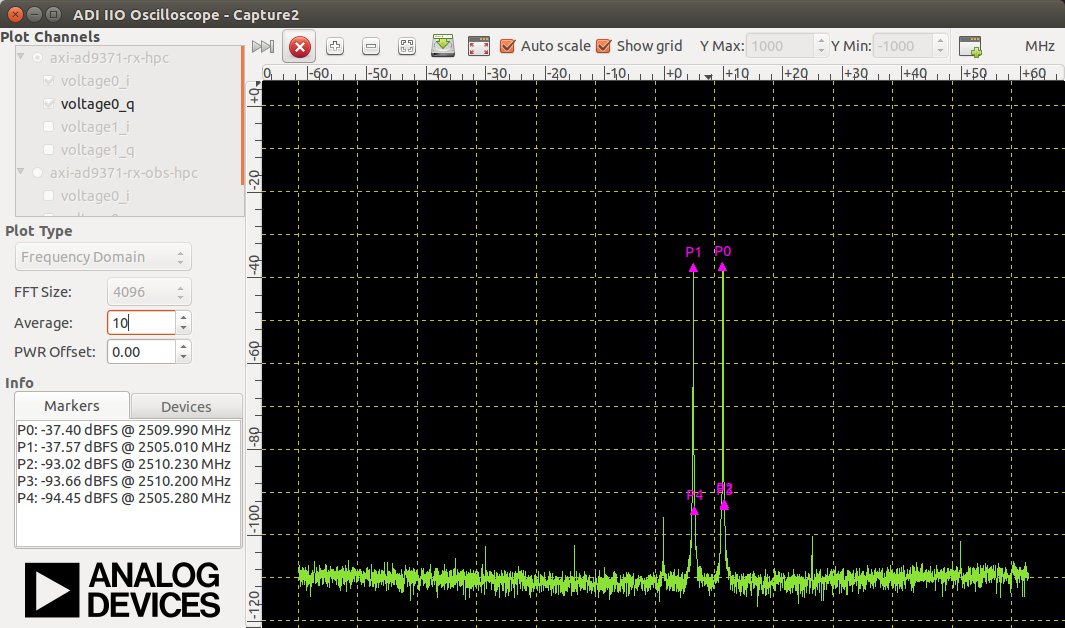 ADI IIO Oscilloscope - Capture2
Plot Channels
axi-ad9371-rx-hpc
voltage0_i
voltage0_q
voltage1_i
voltage1_q
axi-ad9371-rx-obs-hpc
voltage0_i
Auto scale Show grid Y Max: 1000 Y Min: -1000 MHz
0 -60 -50 -40 -30 -20 -10 +0 +10 +20 +30 +40 +50 +60
+0
-20
-40
-60
-80
-100
-120
P1 P0
P4
Plot Type
Frequency Domain
FFT Size: 4096
Average: 10
PWR Offset: 0.00
Info
Markers Devices
P0: -37.40 dBFS @ 2509.990 MHz
P1: -37.57 dBFS @ 2505.010 MHz
P2: -93.02 dBFS @ 2510.230 MHz
P3: -93.66 dBFS @ 2510.200 MHz
P4: -94.45 dBFS @ 2505.280 MHz
ANALOG
DEVICES